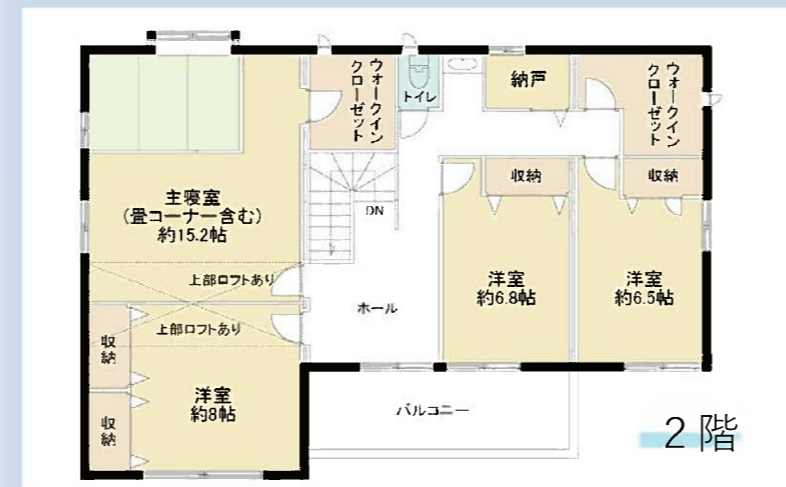 ウォークイン
クローゼット
トイレ
納戸
ウォークイン
クローゼット
主寝室
(畳コーナー含む)
約15.2帖
DN
収納
収納
上部ロフトあり
ホール
洋室
約6.8帖
洋室
約6.5帖
上部ロフトあり
収納
収納
洋室
約8帖
バルコニー
2階